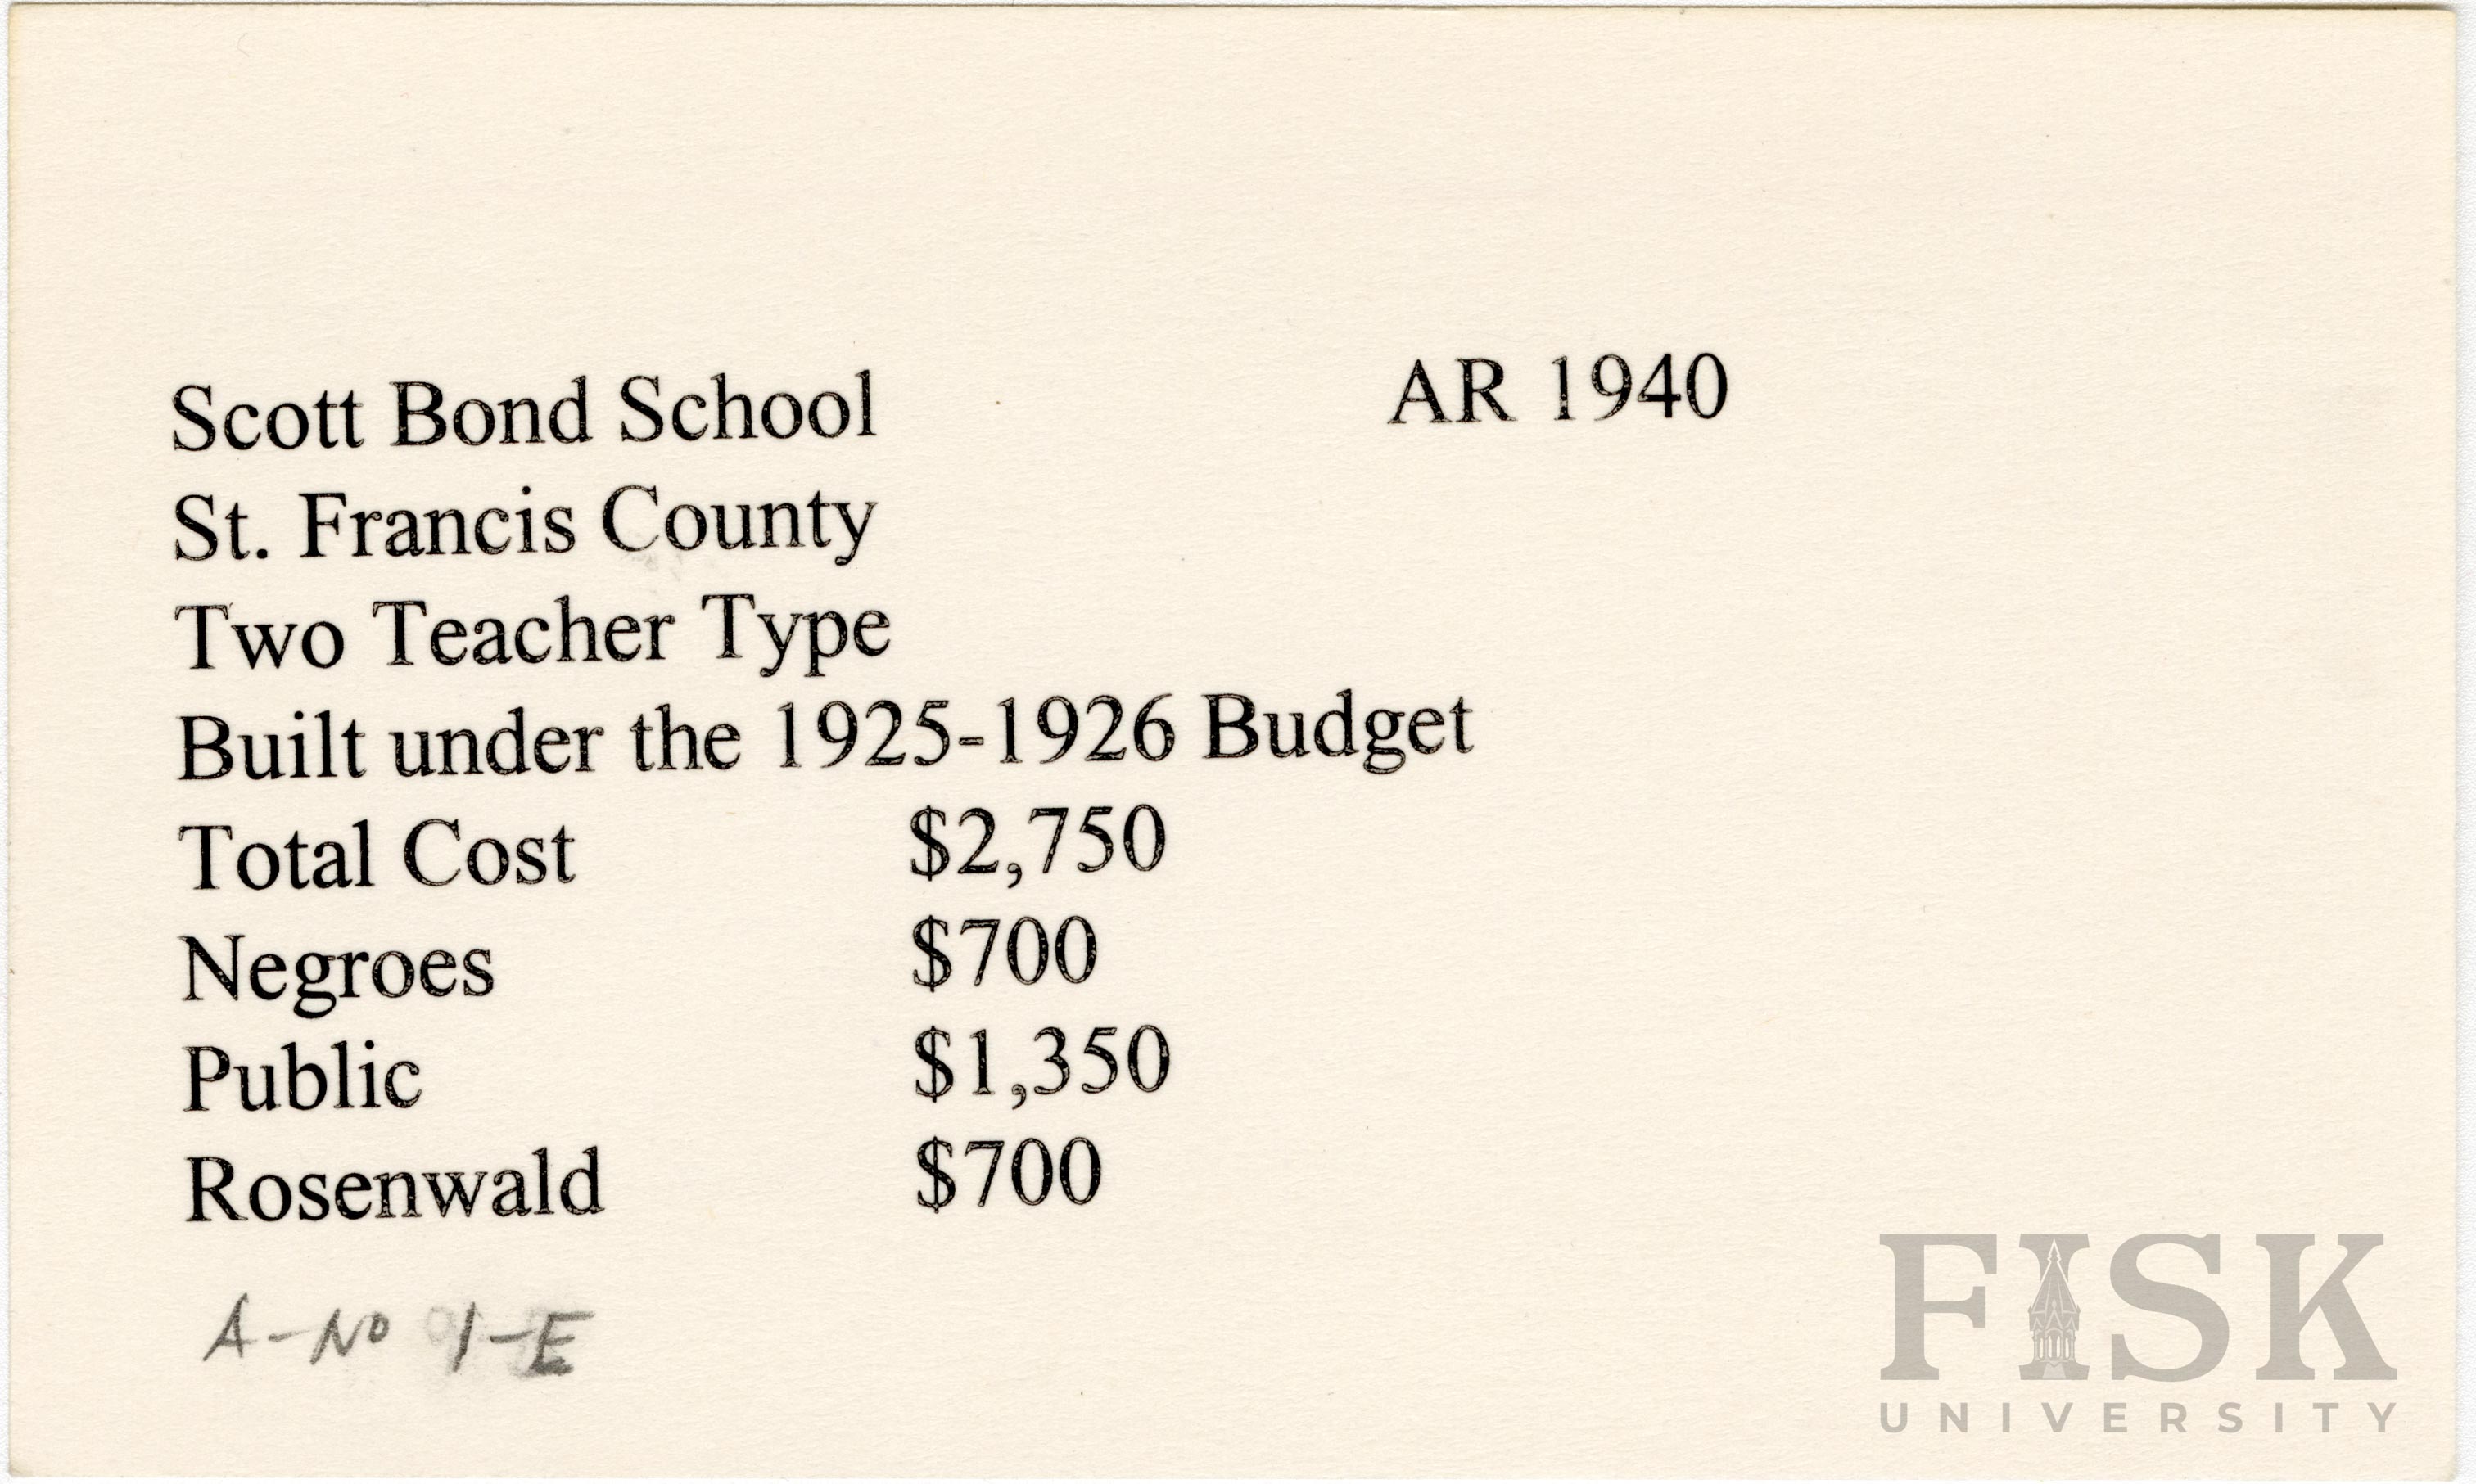 Scott Bond School AR 1940
St. Francis County
Two Teacher Type
Built under the 1925-1926 Budget
Total Cost $2,750
Negroes $700
Public $1,350
Rosenwald $700
A-No 1-E
FISK
UNIVERSITY